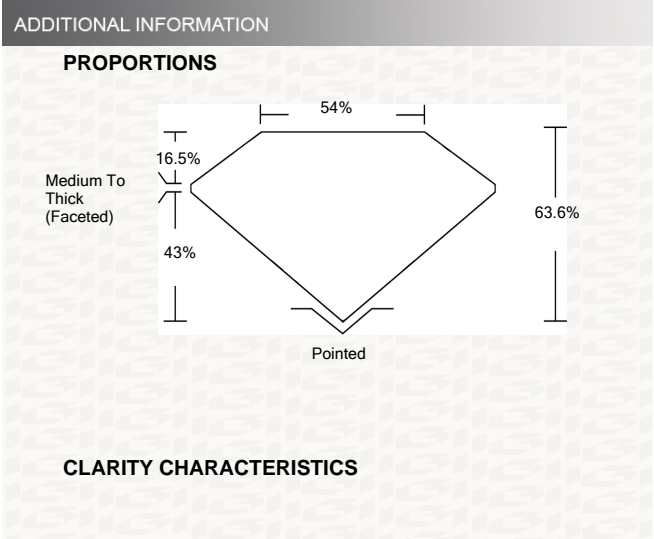 ADDITIONAL INFORMATION
PROPORTIONS
54%
16.5%
Medium To
Thick
(Faceted)
63.6%
43%
Pointed
CLARITY CHARACTERISTICS